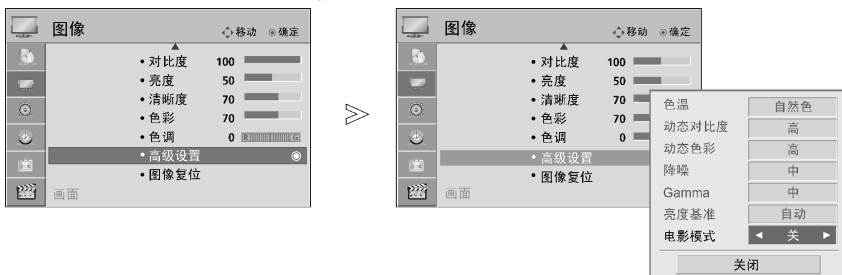 图像 移动 确定
• 对比度 100
• 亮度 50
• 清晰度 70
• 色彩 70
• 色调 0 R G
• 高级设置
• 图像复位
画面
图像 移动 确定
• 对比度 100
• 亮度 50
• 清晰度 70
• 色彩 70
• 色调 0
• 高级设置
• 图像复位
画面
色温 自然色
动态对比度 高
动态色彩 高
降噪 中
Gamma 中
亮度基准 自动
电影模式 ◄ 关 ►
关闭